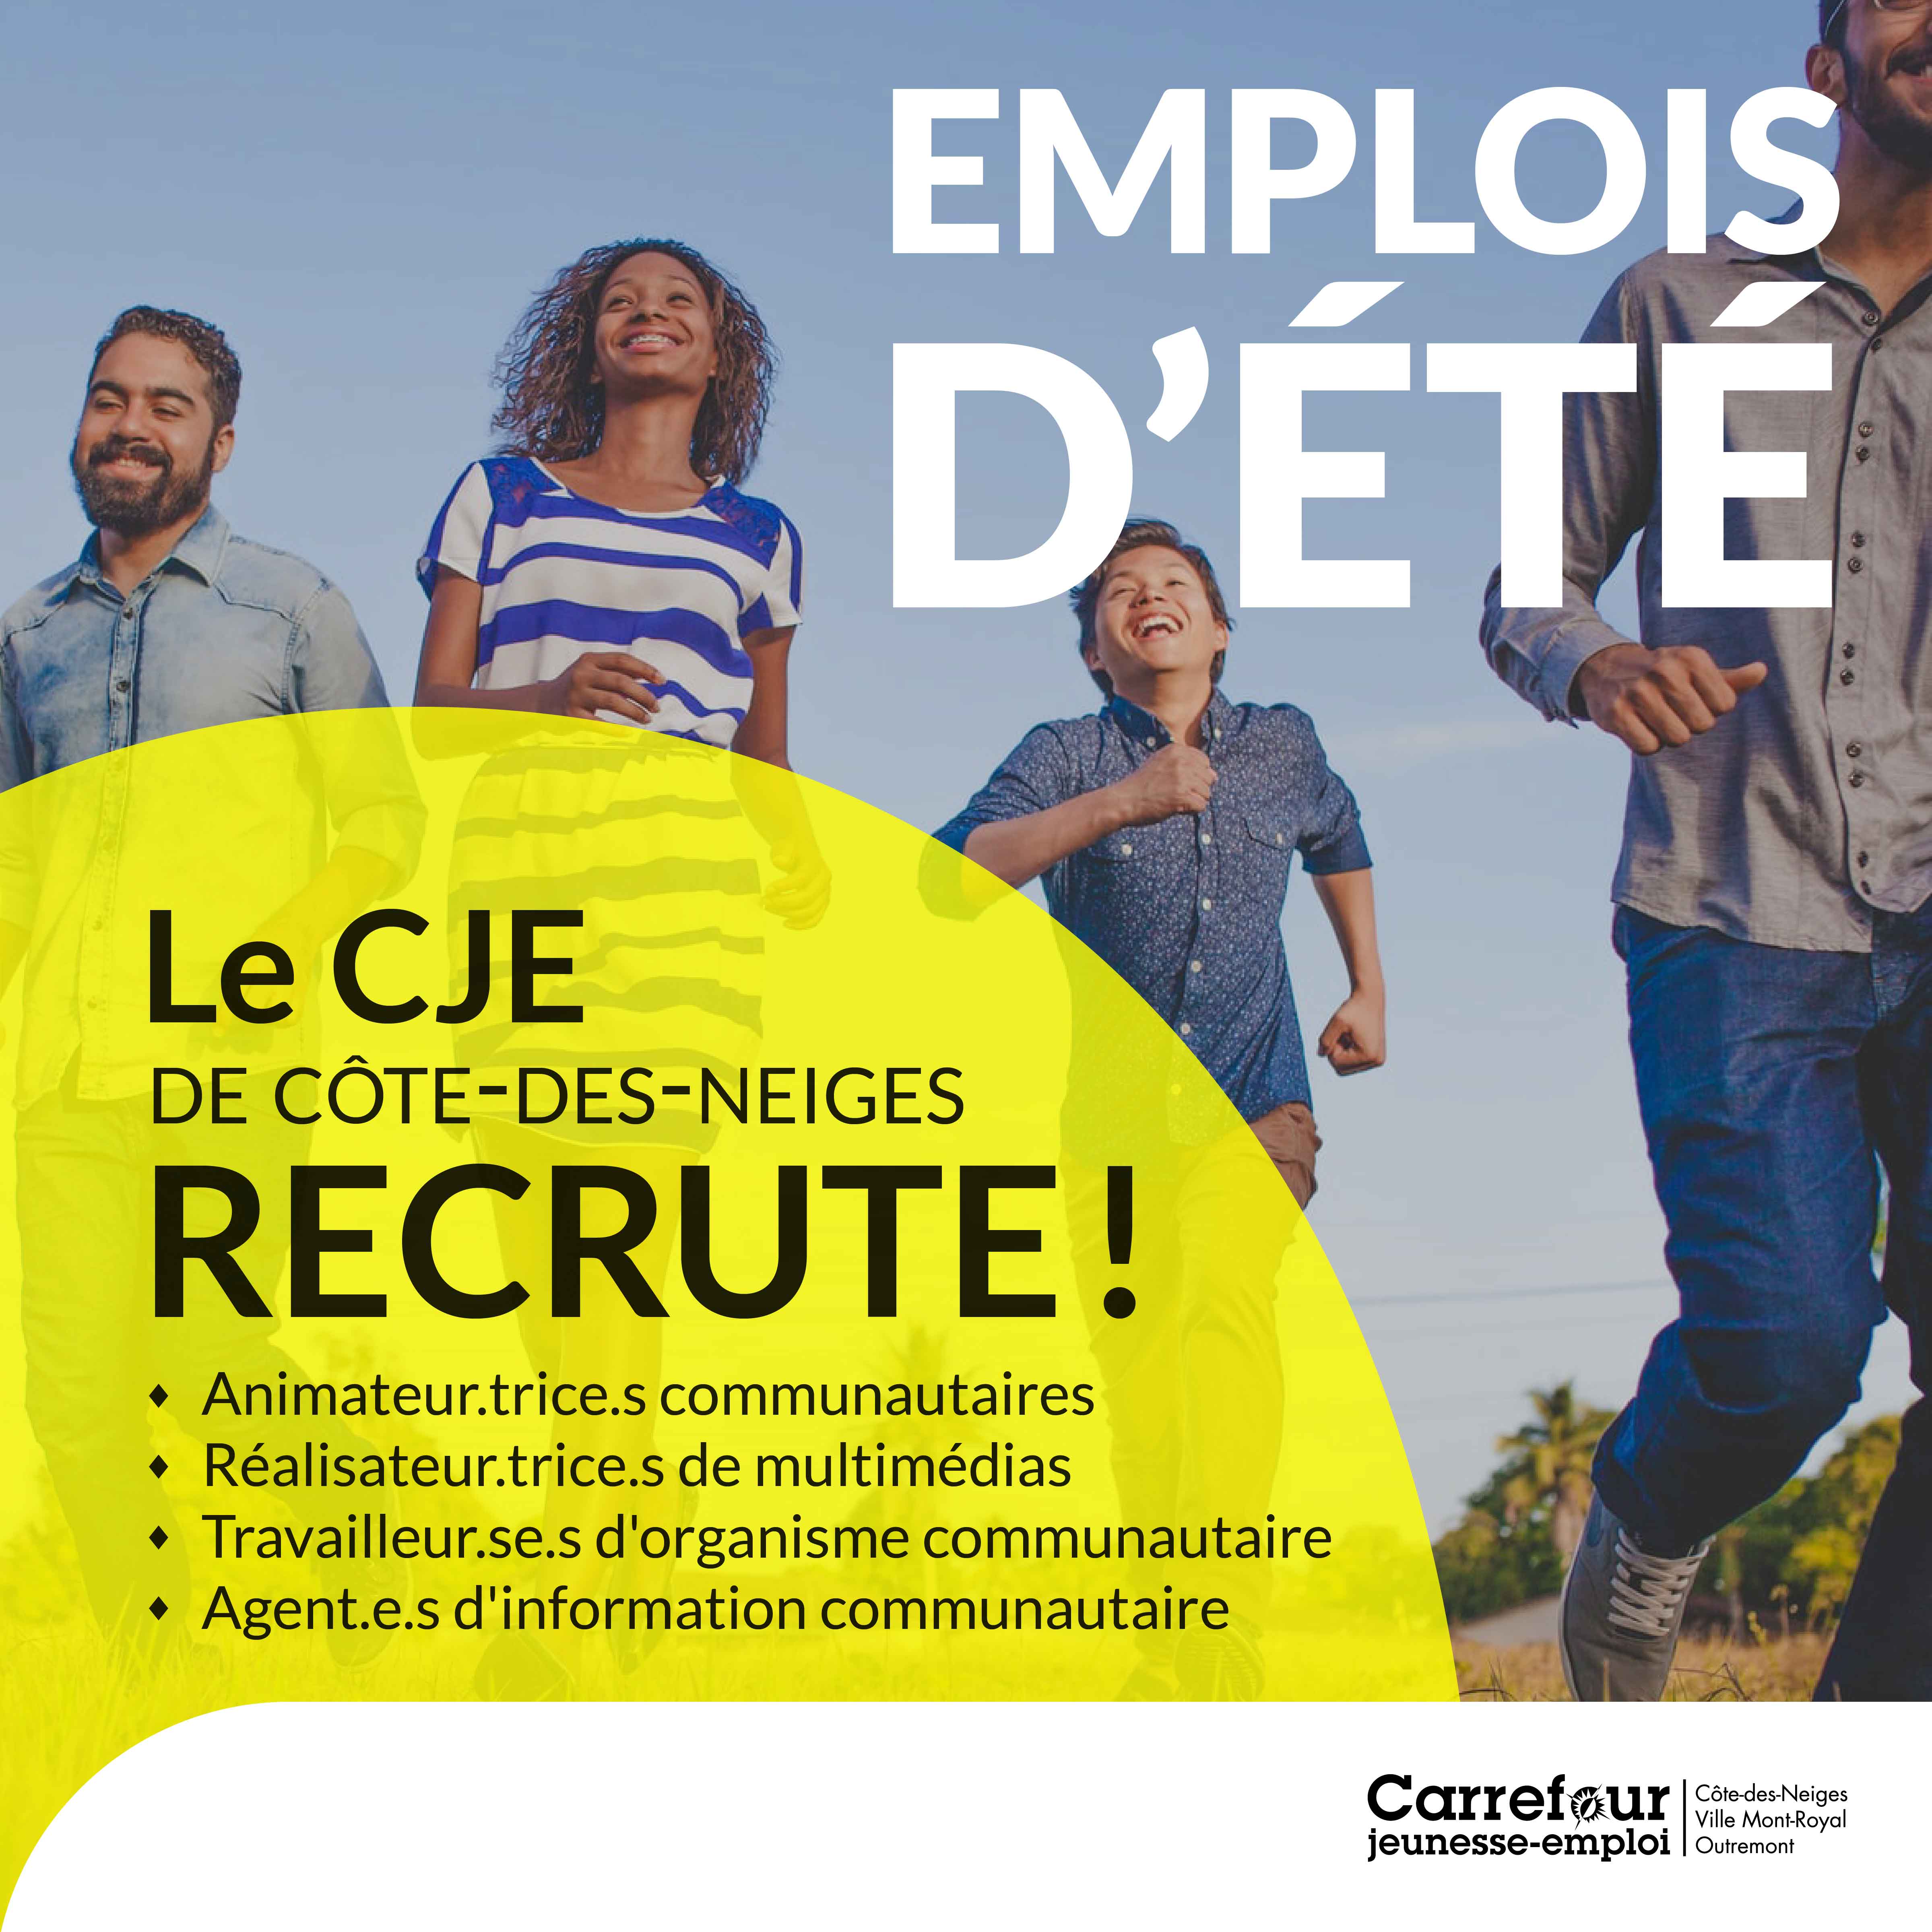 EMPLOIS
D’ÉTÉ
Le CJE
DE CÔTE-DES-NEIGES
RECRUTE !
♦ Animateur.trice.s communautaires
♦ Réalisateur.trice.s de multimédias
♦ Travailleur.se.s d'organisme communautaire
♦ Agent.e.s d'information communautaire
Carrefour
jeunesse-emploi
Côte-des-Neiges
Ville Mont-Royal
Outremont